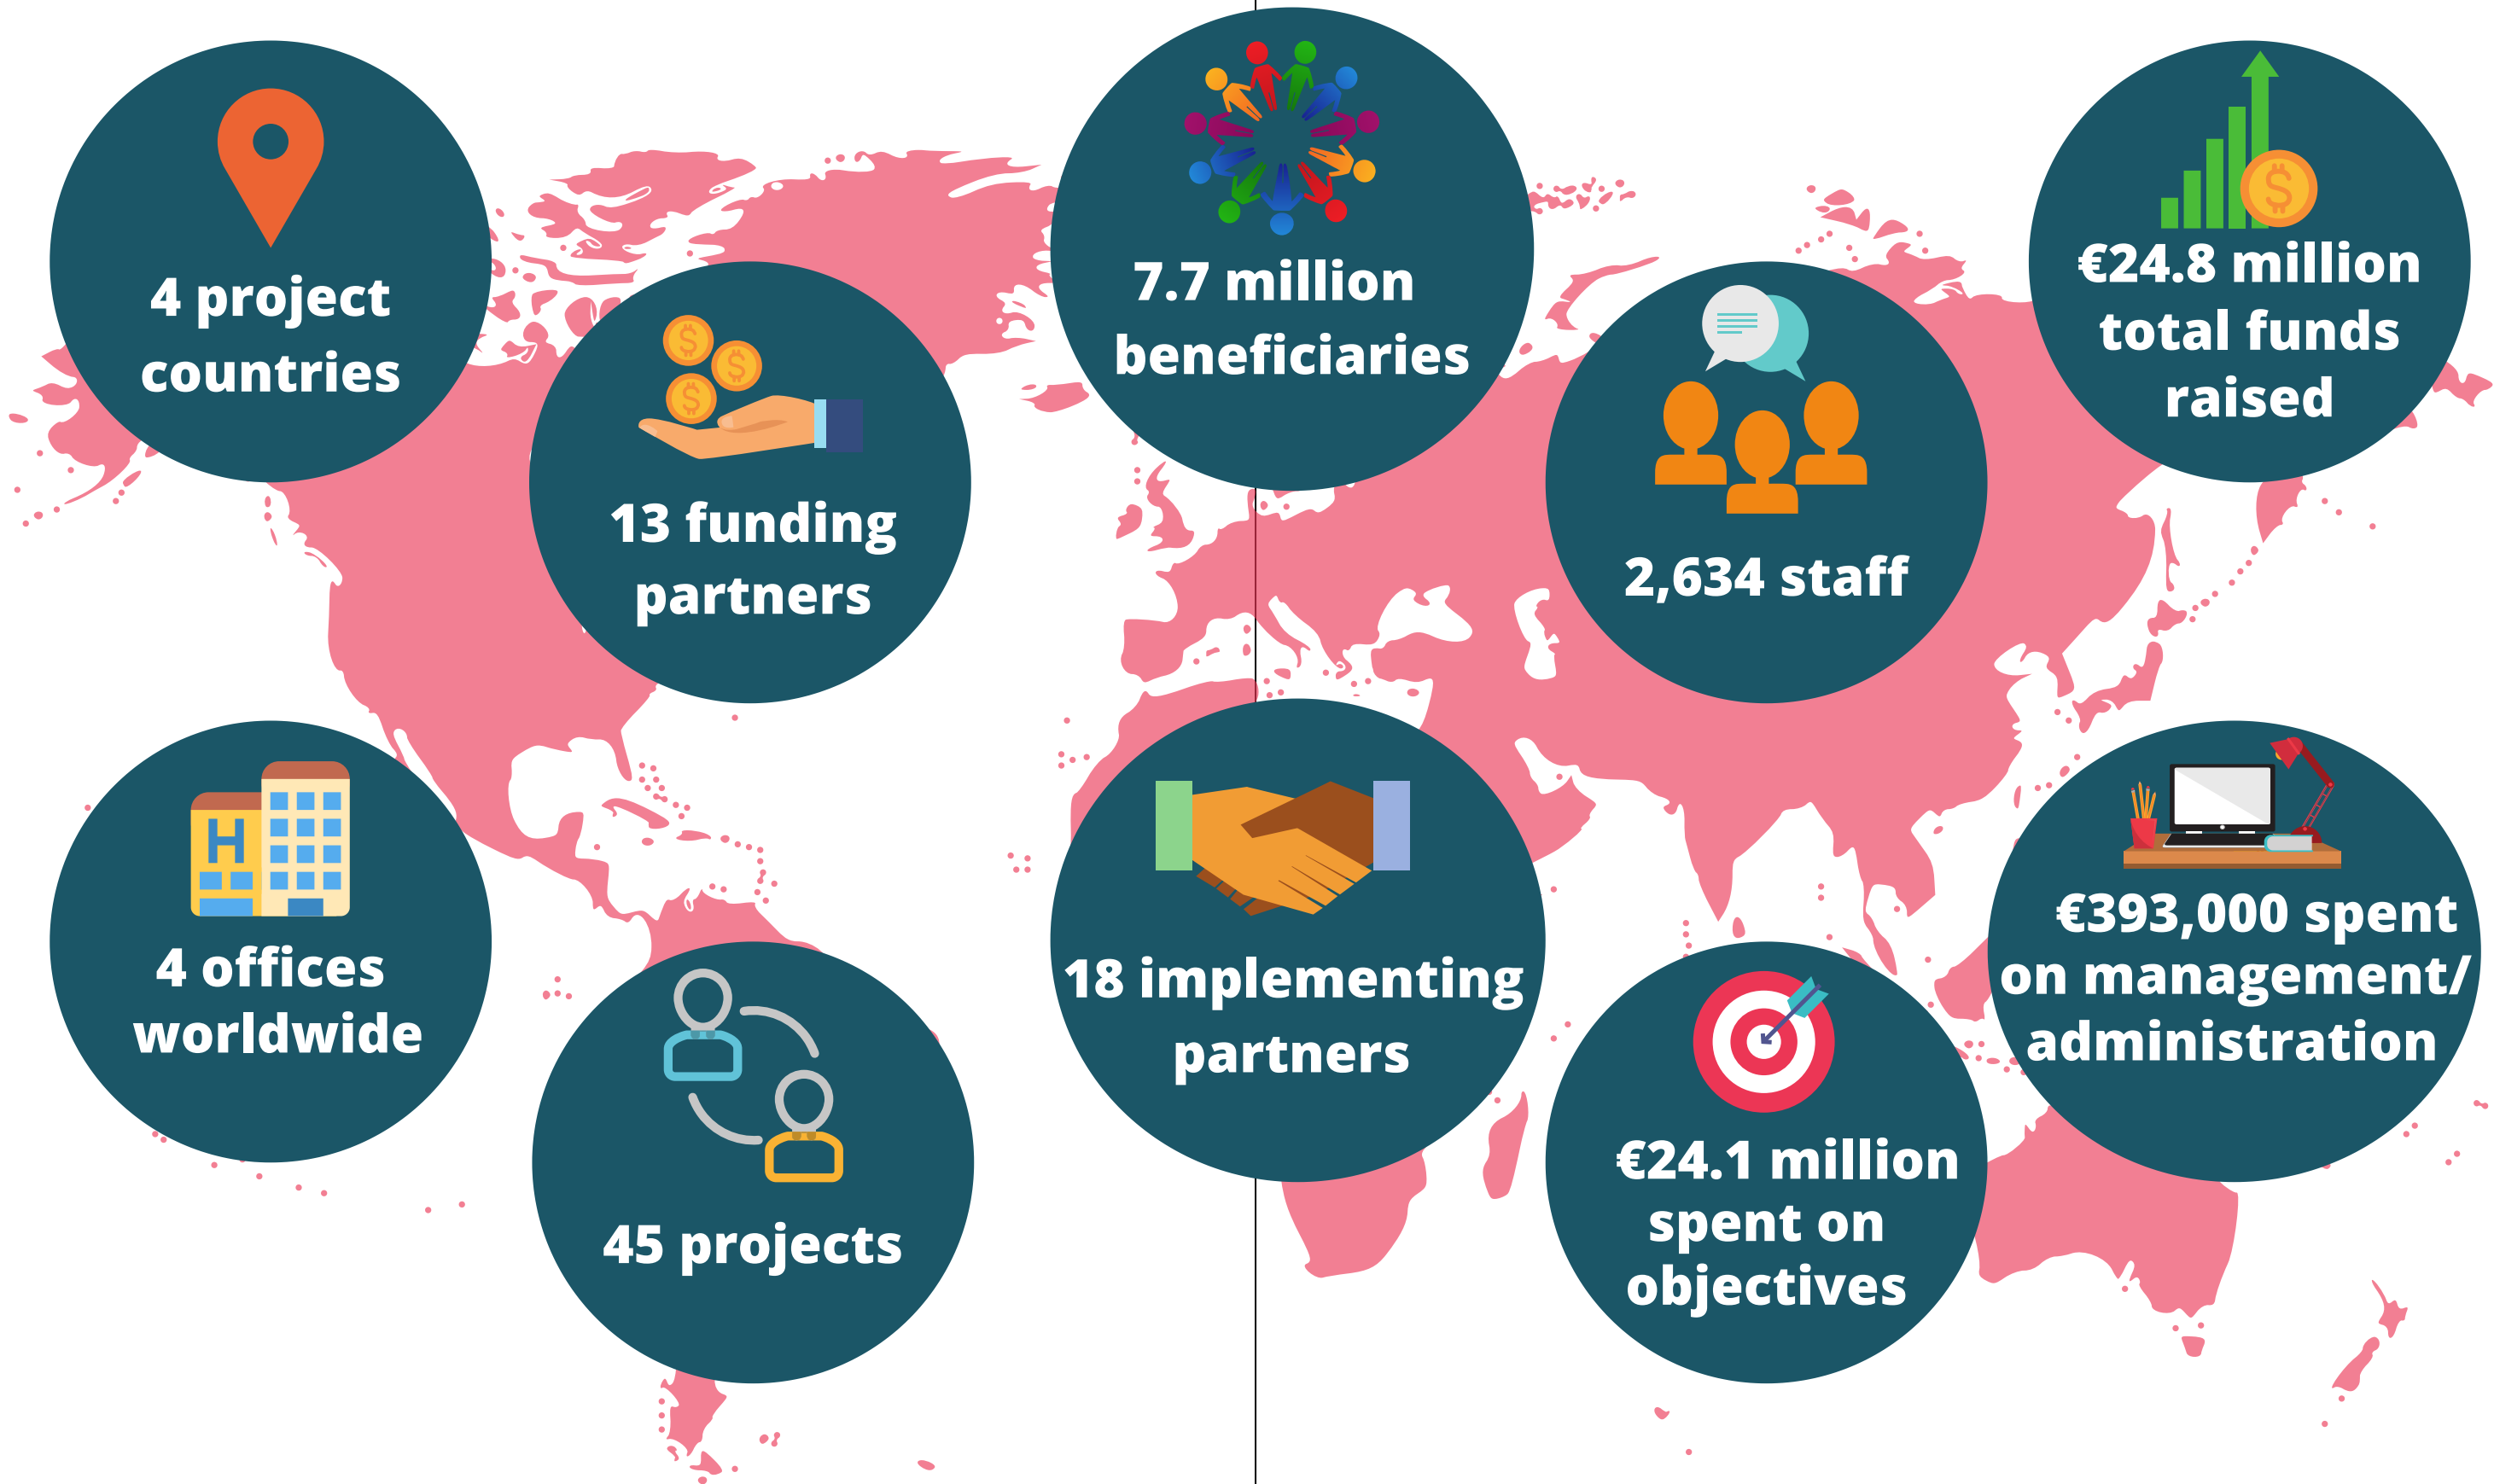 4 project
countries
13 funding
partners
7.7 million
beneficiaries
2,634 staff
€24.8 million
total funds
raised
H
4 offices
worldwide
45 projects
18 implementing
partners
€24.1 million
spent on
objectives
€393,000 spent
on management/
administration